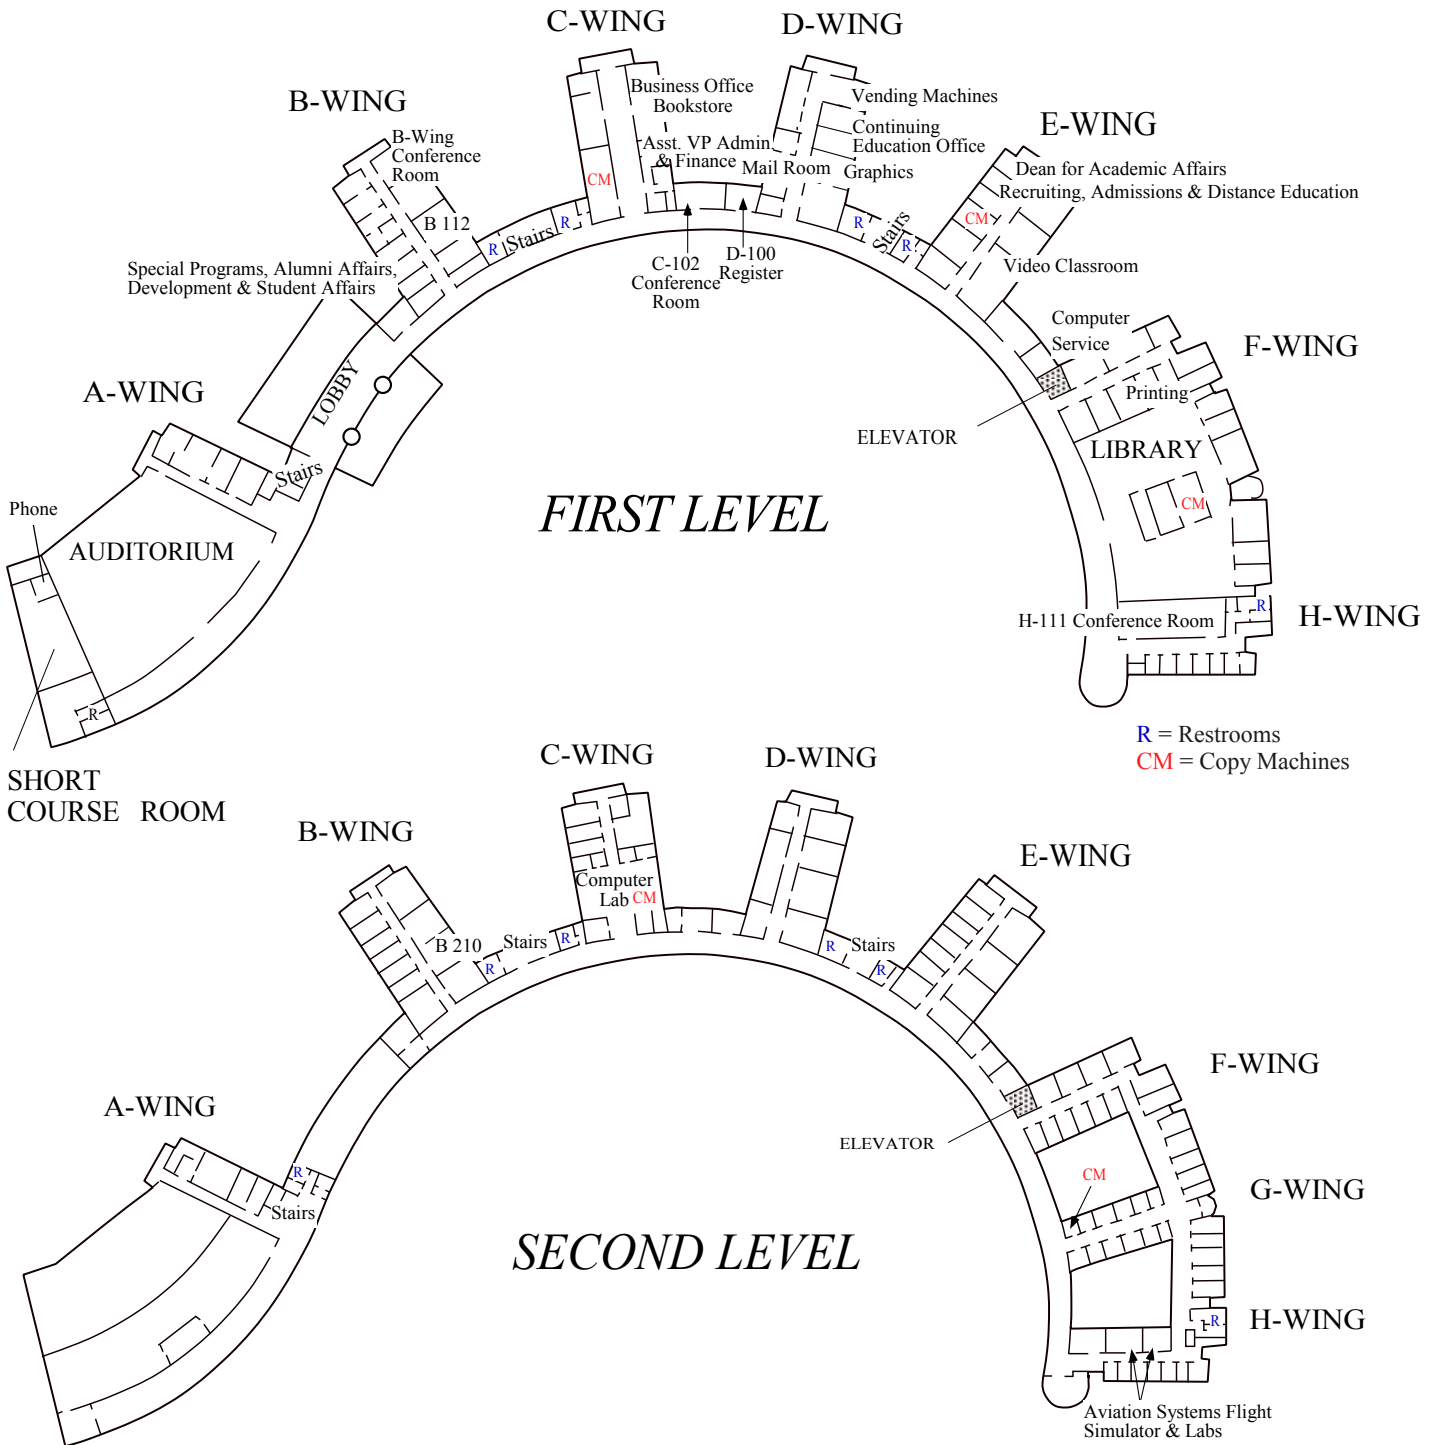 C-WING
D-WING
B-WING
E-WING
Business Office
Bookstore
Vending Machines
Continuing
Education Office
B-Wing
Conference
Room
Asst. VP Admin.
& Finance
Mail Room
Graphics
Dean for Academic Affairs
Recruiting, Admissions & Distance Education
CM
CM
B 112
R
Stairs
R
R
Stairs
R
Special Programs, Alumni Affairs,
Development & Student Affairs
C-102
Conference
Room
D-100
Register
Video Classroom
Computer
Service
F-WING
A-WING
LOBBY
Printing
ELEVATOR
LIBRARY
Stairs
CM
Phone
FIRST LEVEL
AUDITORIUM
H-111 Conference Room
R
H-WING
R
R = Restrooms
CM = Copy Machines
SHORT
COURSE ROOM
C-WING
D-WING
B-WING
E-WING
Computer
Lab
CM
B 210
Stairs
R
R
R
Stairs
R
F-WING
A-WING
ELEVATOR
R
CM
G-WING
Stairs
SECOND LEVEL
R
H-WING
Aviation Systems Flight
Simulator & Labs